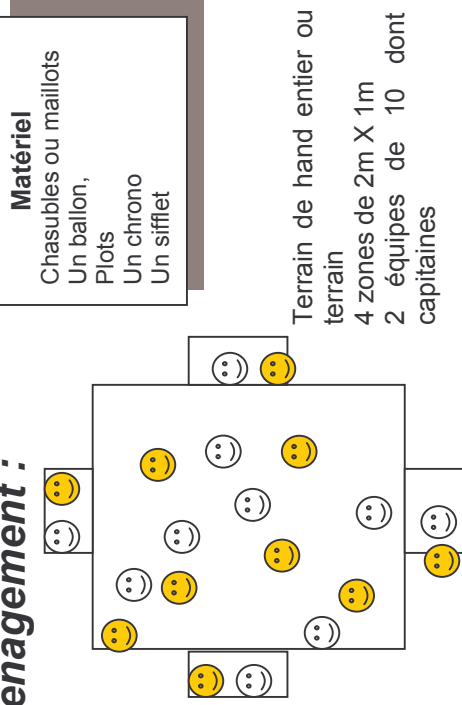 enagement :
Matériel
Chasubles ou maillots
Un ballon,
Plots
Un chrono
Un sifflet
Terrain de hand entier ou
terrain
4 zones de 2m X 1m
2 équipes de 10 dont
capitaines